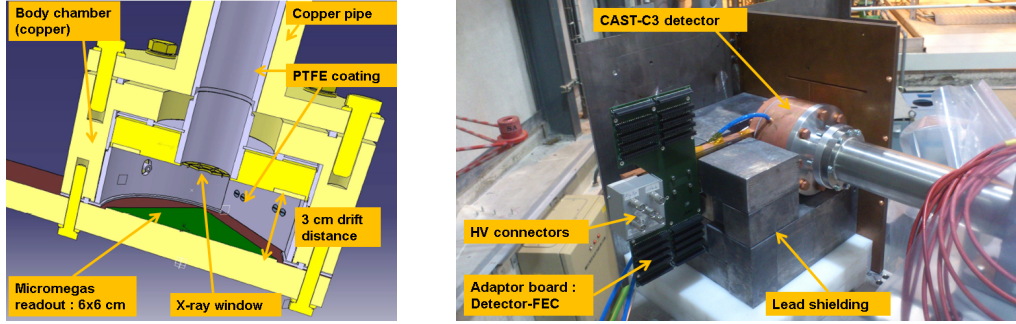 Body chamber
(copper)
Copper pipe
PTFE coating
3 cm drift
distance
Micromegas
readout : 6x6 cm
X-ray window
CAST-C3 detector
HV connectors
Adaptor board :
Detector-FEC
Lead shielding